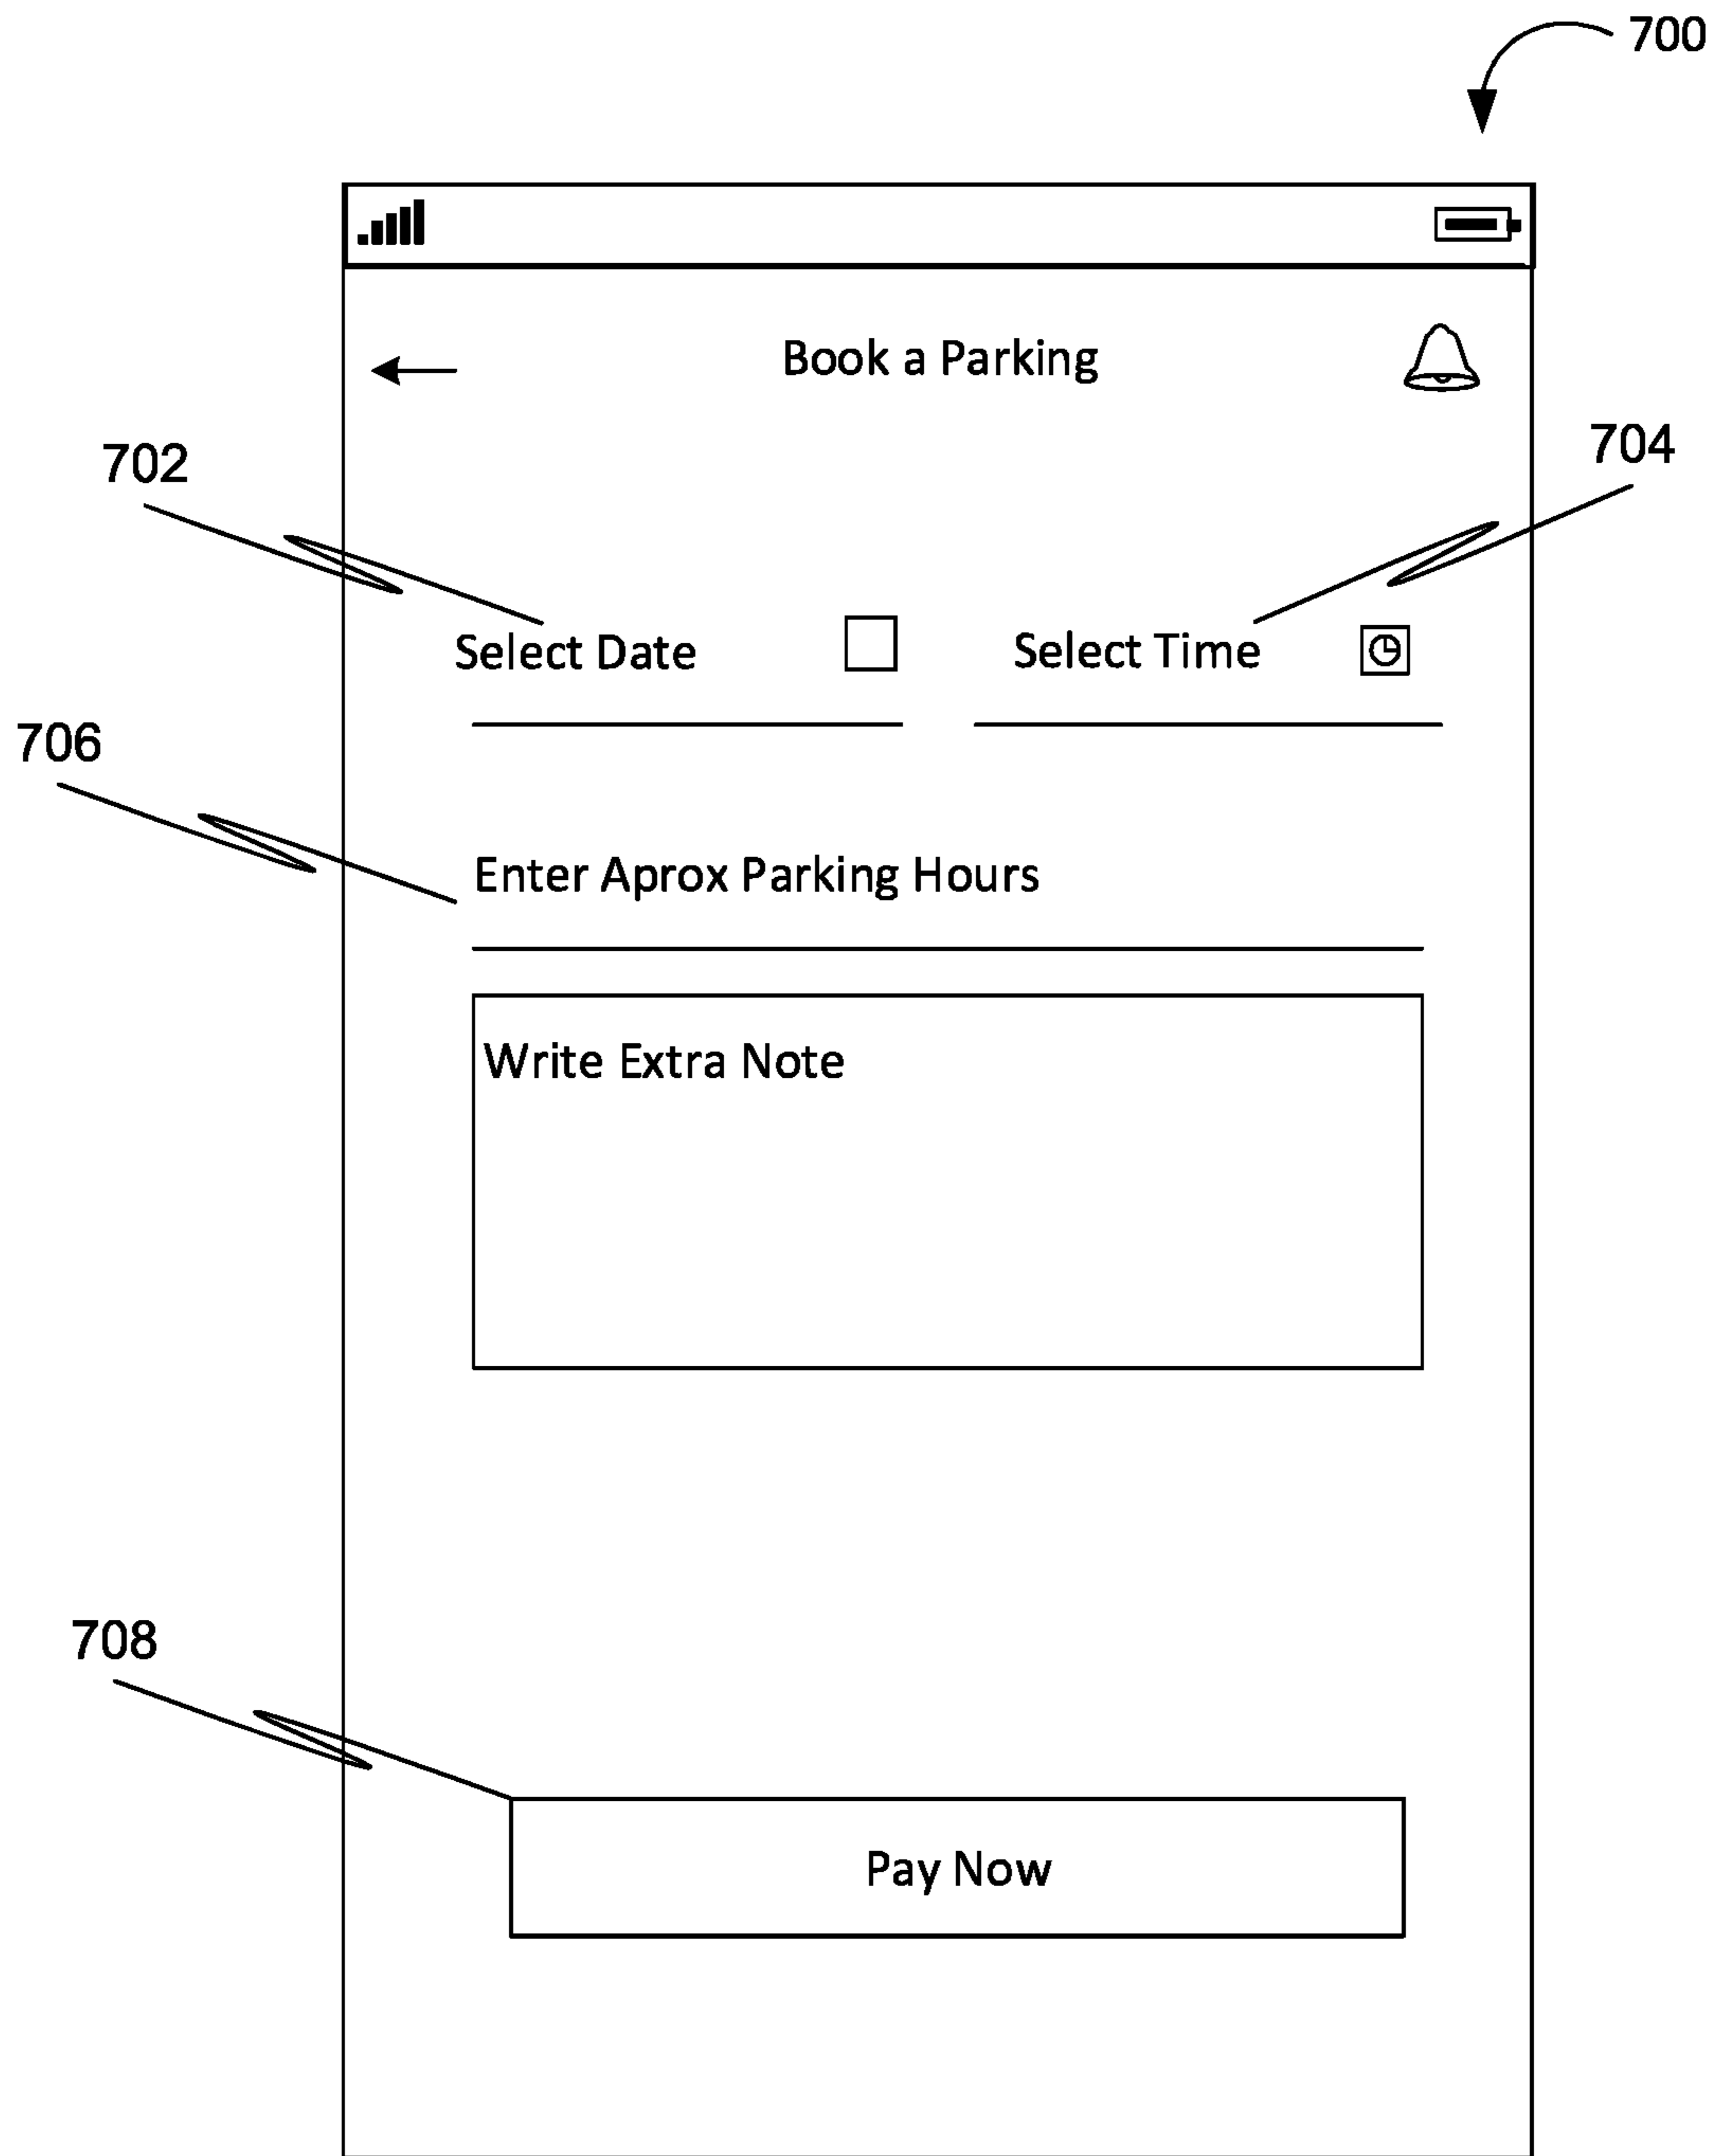 700
Book a Parking
702
704
Select Date
Select Time
706
Enter Aprox Parking Hours
Write Extra Note
708
Pay Now